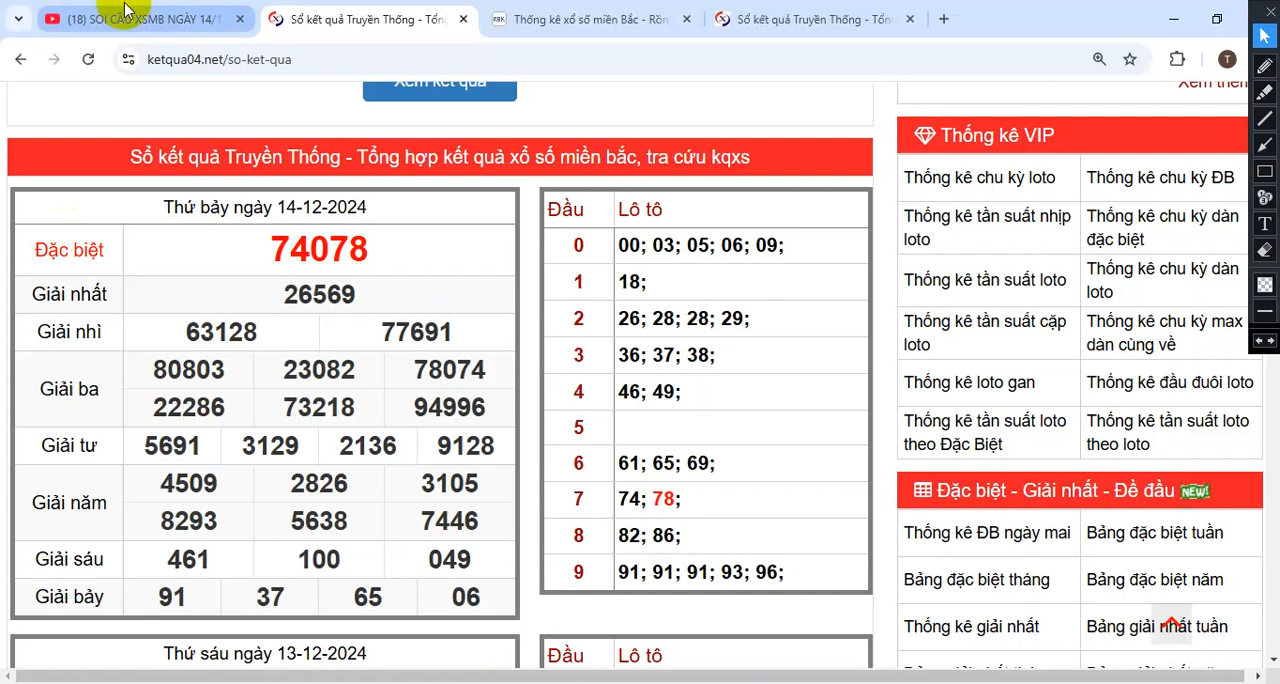 (18) SOI CẦU XSMB NGÀY 14/1
Sổ kết quả Truyền Thống - Tổn
RBK
Thống kê xổ số miền Bắc - Rồn
Sổ kết quả Truyền Thống - Tổn
ketqua04.net/so-ket-qua
T
Xem kết quả
Xem thêm
Sổ kết quả Truyền Thống - Tổng hợp kết quả xổ số miền bắc, tra cứu kqxs
Thứ bảy ngày 14-12-2024
Đặc biệt 74078
Giải nhất 26569
Giải nhì 63128 77691
Giải ba 80803 23082 78074
22286 73218 94996
Giải tư 5691 3129 2136 9128
Giải năm 4509 2826 3105
8293 5638 7446
Giải sáu 461 100 049
Giải bảy 91 37 65 06
Thứ sáu ngày 13-12-2024
Đầu Lô tô
0 00; 03; 05; 06; 09;
1 18;
2 26; 28; 28; 29;
3 36; 37; 38;
4 46; 49;
5
6 61; 65; 69;
7 74; 78;
8 82; 86;
9 91; 91; 91; 93; 96;
Đầu Lô tô
Thống kê VIP
Thống kê chu kỳ loto Thống kê chu kỳ ĐB
Thống kê tần suất nhịp loto Thống kê chu kỳ dàn đặc biệt
Thống kê tần suất loto Thống kê chu kỳ dàn loto
Thống kê tần suất cặp loto Thống kê chu kỳ max dàn cùng về
Thống kê loto gan Thống kê đầu đuôi loto
Thống kê tần suất loto theo Đặc Biệt Thống kê tần suất loto theo loto
Đặc biệt - Giải nhất - Đề đầu NEW!
Thống kê ĐB ngày mai Bảng đặc biệt tuần
Bảng đặc biệt tháng Bảng đặc biệt năm
Thống kê giải nhất Bảng giải nhất tuần
T